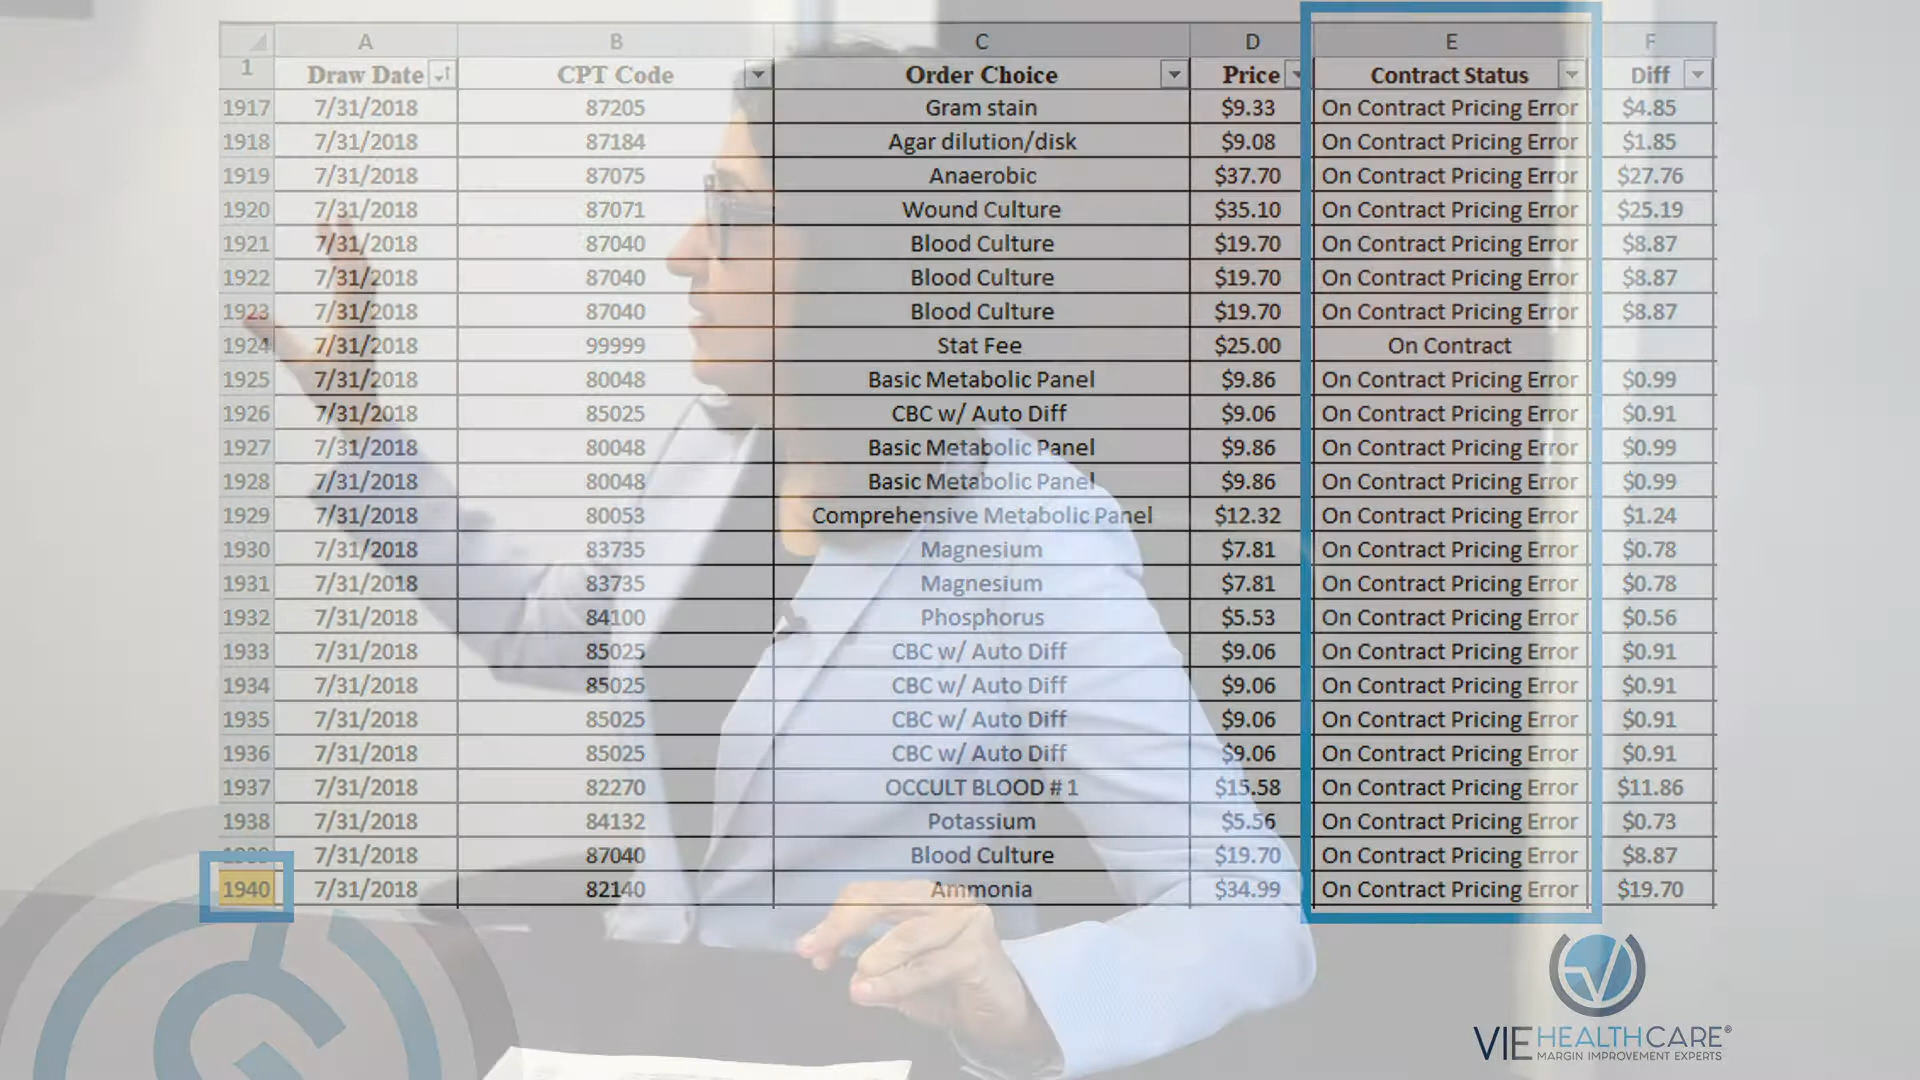 A B C D E F
1 Draw Date CPT Code Order Choice Price Contract Status Diff
1917 7/31/2018 87205 Gram stain $9.33 On Contract Pricing Error $4.85
1918 7/31/2018 87184 Agar dilution/disk $9.08 On Contract Pricing Error $1.85
1919 7/31/2018 87075 Anaerobic $37.70 On Contract Pricing Error $27.76
1920 7/31/2018 87071 Wound Culture $35.10 On Contract Pricing Error $25.19
1921 7/31/2018 87040 Blood Culture $19.70 On Contract Pricing Error $8.87
1922 7/31/2018 87040 Blood Culture $19.70 On Contract Pricing Error $8.87
1923 7/31/2018 87040 Blood Culture $19.70 On Contract Pricing Error $8.87
1924 7/31/2018 99999 Stat Fee $25.00 On Contract
1925 7/31/2018 80048 Basic Metabolic Panel $9.86 On Contract Pricing Error $0.99
1926 7/31/2018 85025 CBC w/ Auto Diff $9.06 On Contract Pricing Error $0.91
1927 7/31/2018 80048 Basic Metabolic Panel $9.86 On Contract Pricing Error $0.99
1928 7/31/2018 80048 Basic Metabolic Panel $9.86 On Contract Pricing Error $0.99
1929 7/31/2018 80053 Comprehensive Metabolic Panel $12.32 On Contract Pricing Error $1.24
1930 7/31/2018 83735 Magnesium $7.81 On Contract Pricing Error $0.78
1931 7/31/2018 83735 Magnesium $7.81 On Contract Pricing Error $0.78
1932 7/31/2018 84100 Phosphorus $5.53 On Contract Pricing Error $0.56
1933 7/31/2018 85025 CBC w/ Auto Diff $9.06 On Contract Pricing Error $0.91
1934 7/31/2018 85025 CBC w/ Auto Diff $9.06 On Contract Pricing Error $0.91
1935 7/31/2018 85025 CBC w/ Auto Diff $9.06 On Contract Pricing Error $0.91
1936 7/31/2018 85025 CBC w/ Auto Diff $9.06 On Contract Pricing Error $0.91
1937 7/31/2018 82270 OCCULT BLOOD # 1 $15.58 On Contract Pricing Error $11.86
1938 7/31/2018 84132 Potassium $5.56 On Contract Pricing Error $0.73
1939 7/31/2018 87040 Blood Culture $19.70 On Contract Pricing Error $8.87
1940 7/31/2018 82140 Ammonia $34.99 On Contract Pricing Error $19.70
VIE HEALTHCARE®
MARGIN IMPROVEMENT EXPERTS